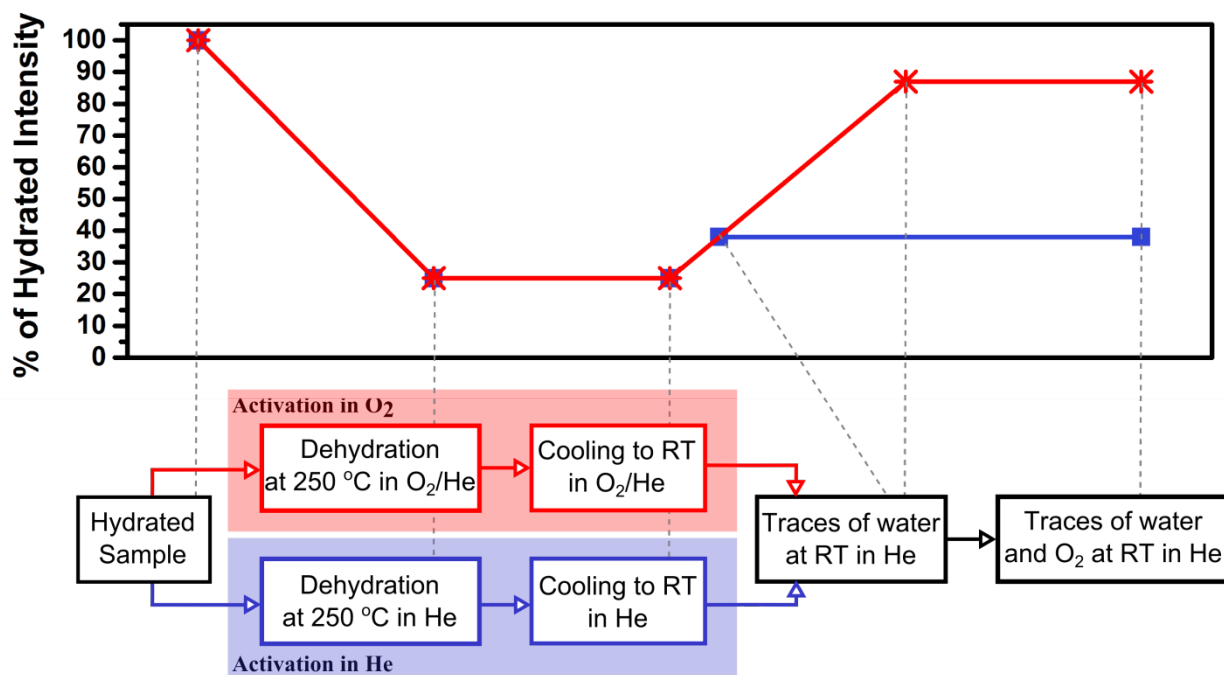 % of Hydrated Intensity
100
90
80
70
60
50
40
30
20
10
0
Activation in O₂
Dehydration
at 250 °C in O₂/He
Cooling to RT
in O₂/He
Hydrated
Sample
Traces of water
at RT in He
Traces of water
and O₂ at RT in He
Dehydration
at 250 °C in He
Cooling to RT
in He
Activation in He